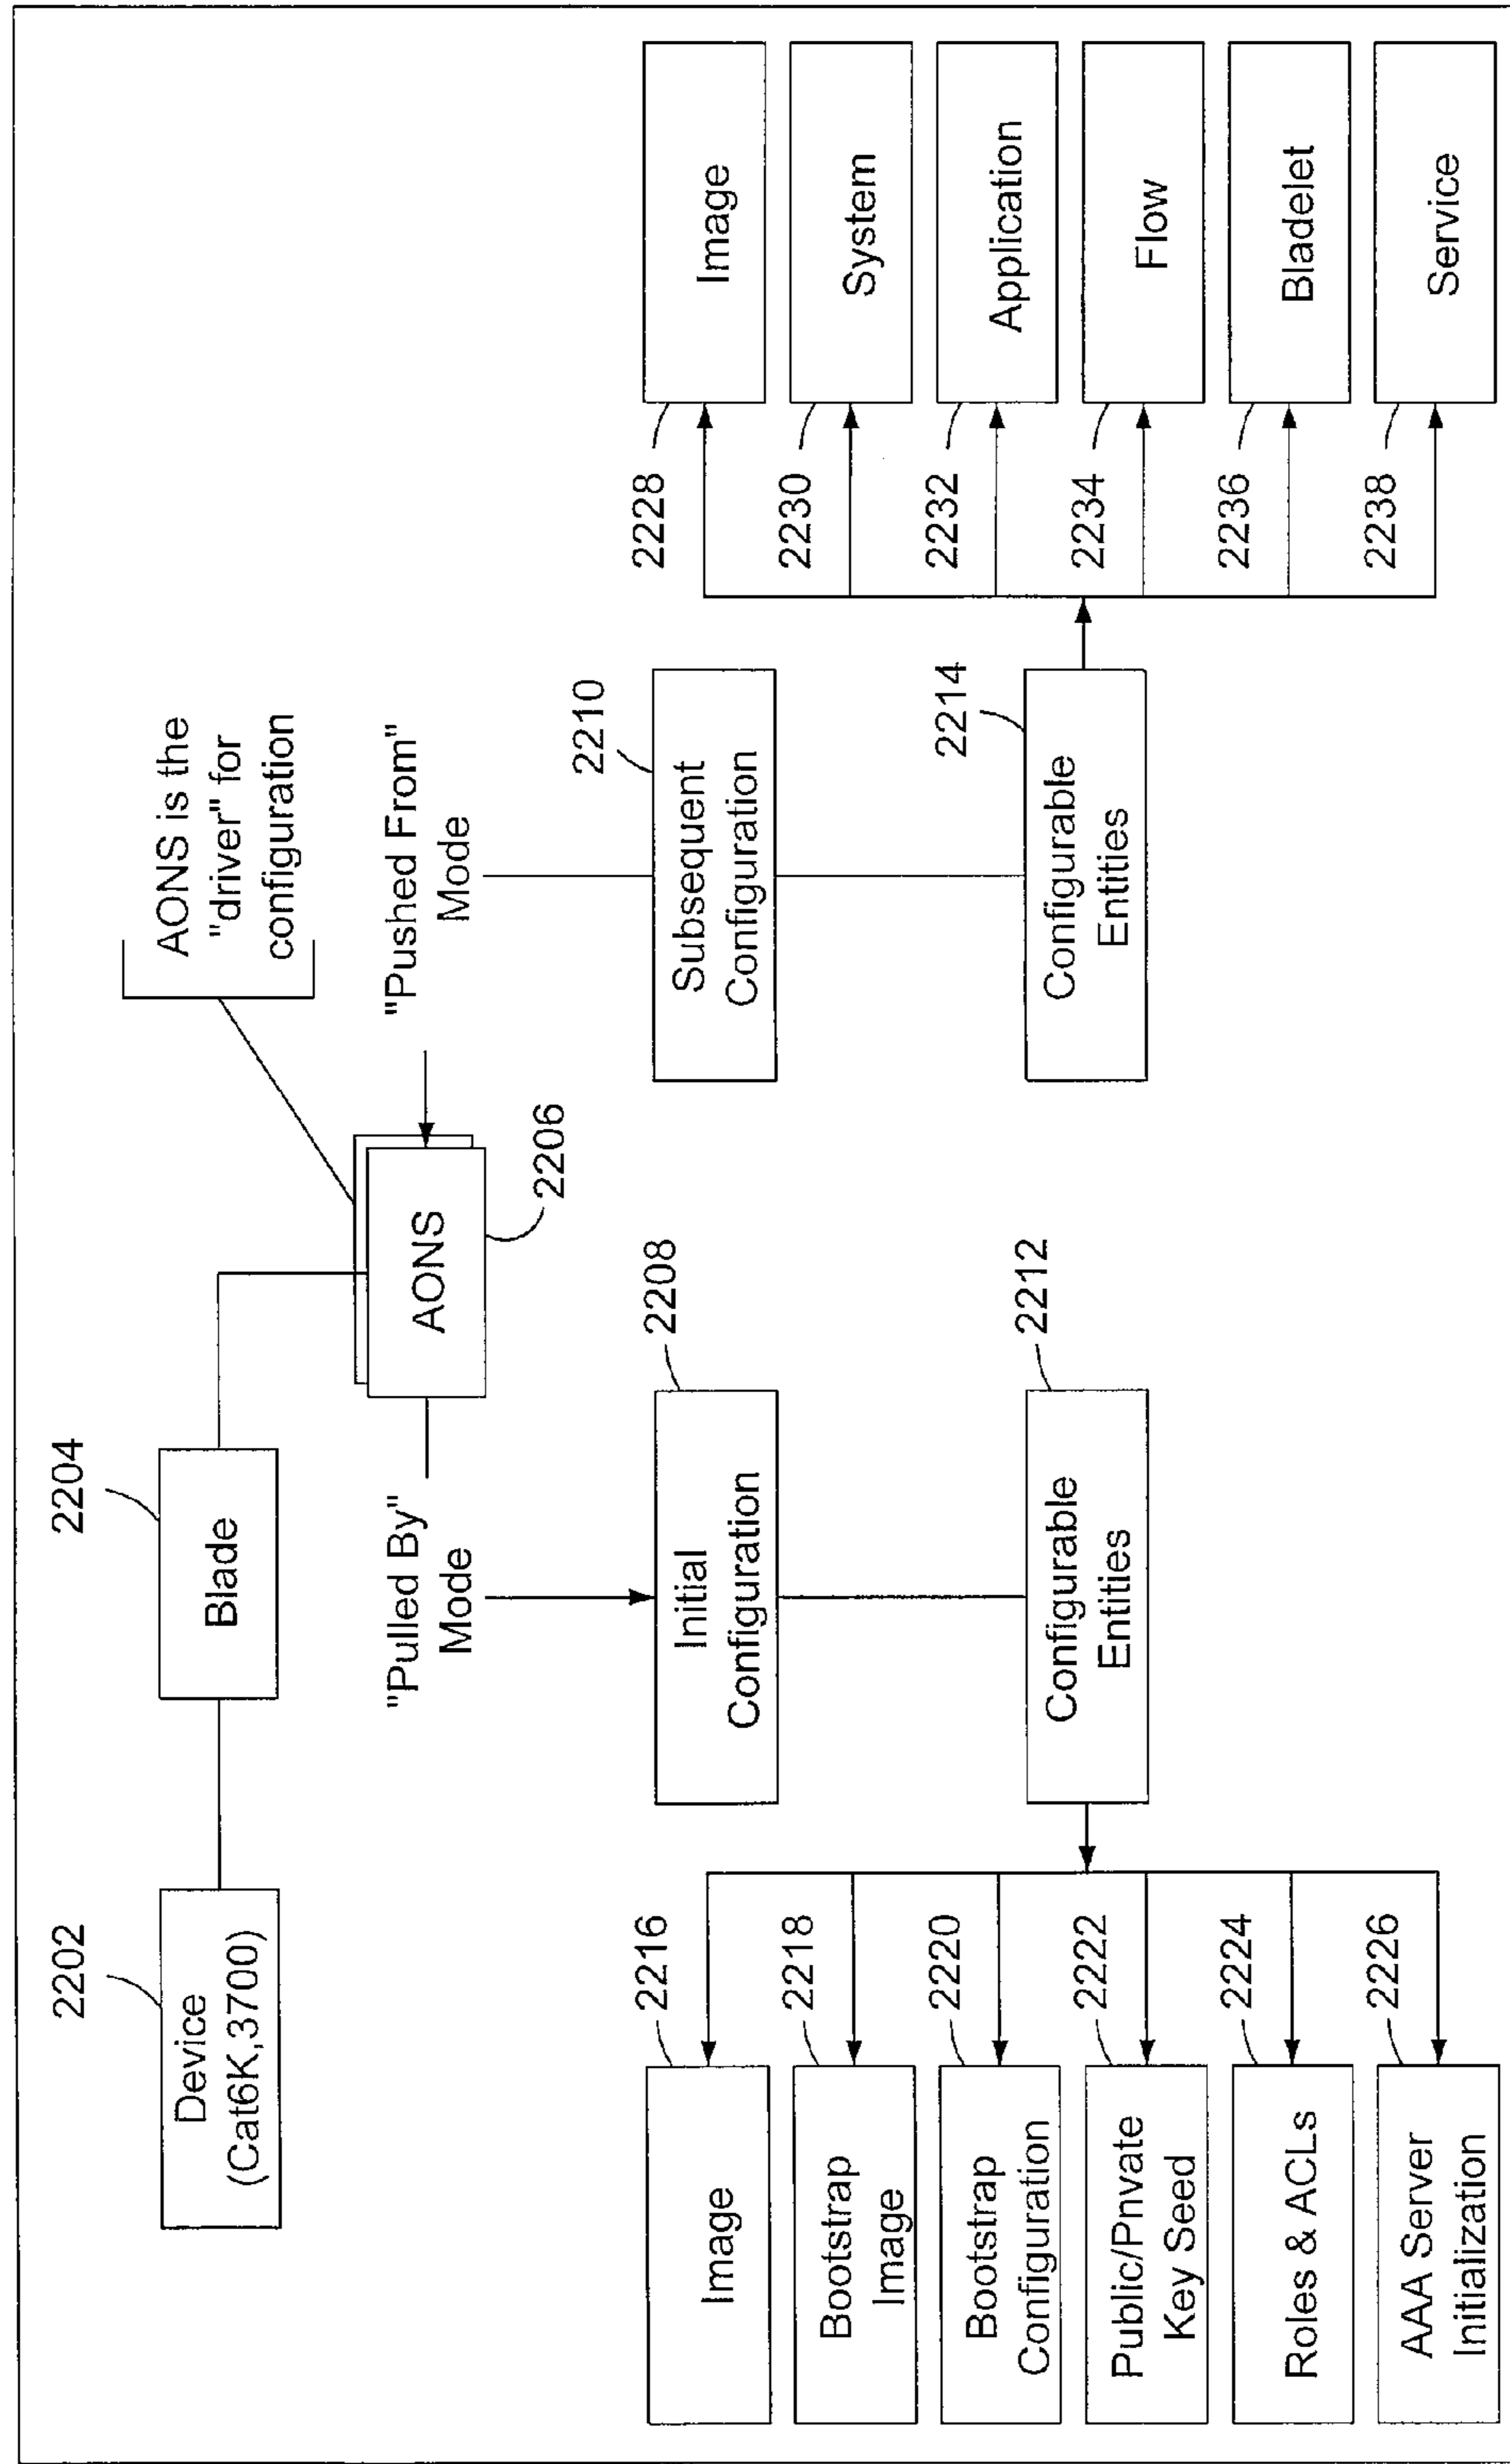 2202
Device
(Cat6K,3700)
2204
Blade
AONS is the
"driver" for
configuration
AONS
2206
"Pulled By"
Mode
"Pushed From"
Mode
2208
Initial
Configuration
2210
Subsequent
Configuration
2212
Configurable
Entities
2214
Configurable
Entities
2216
Image
2218
Bootstrap
Image
2220
Bootstrap
Configuration
2222
Public/Pnvate
Key Seed
2224
Roles & ACLs
2226
AAA Server
Initialization
2228
Image
2230
System
2232
Application
2234
Flow
2236
Bladelet
2238
Service